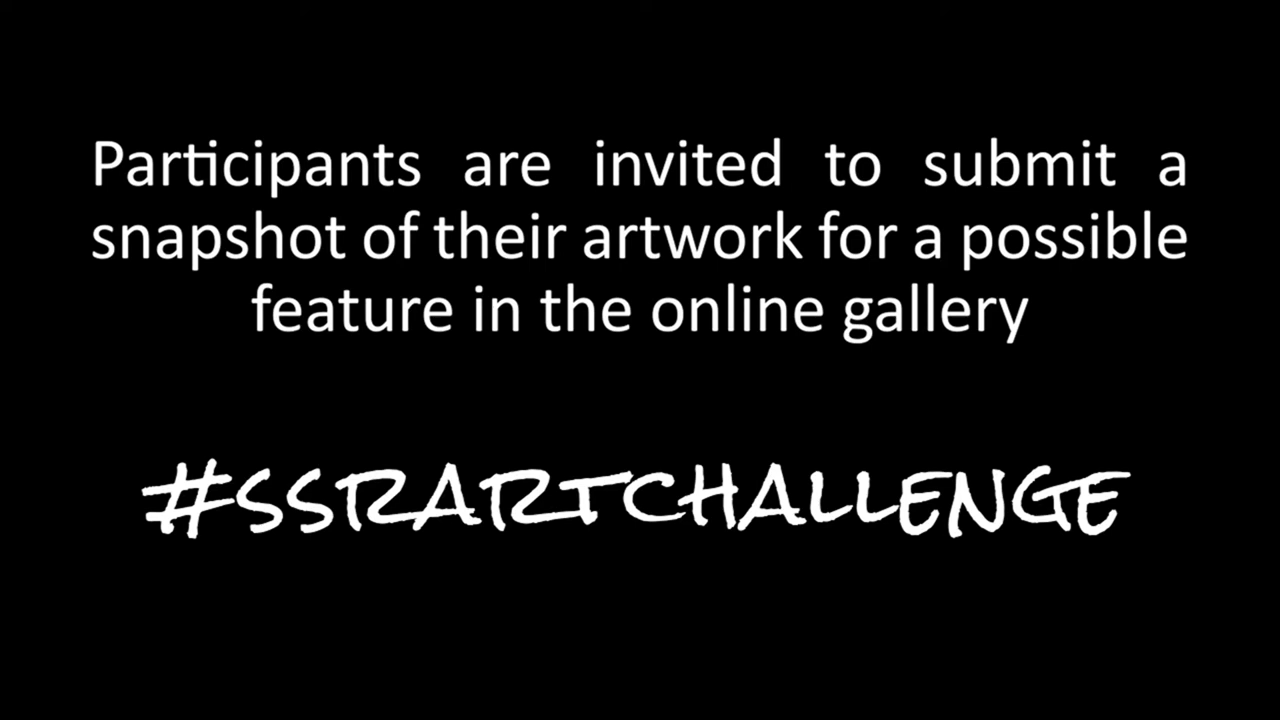 Participants are invited to submit a
snapshot of their artwork for a possible
feature in the online gallery
#SSRARTCHALLENGE